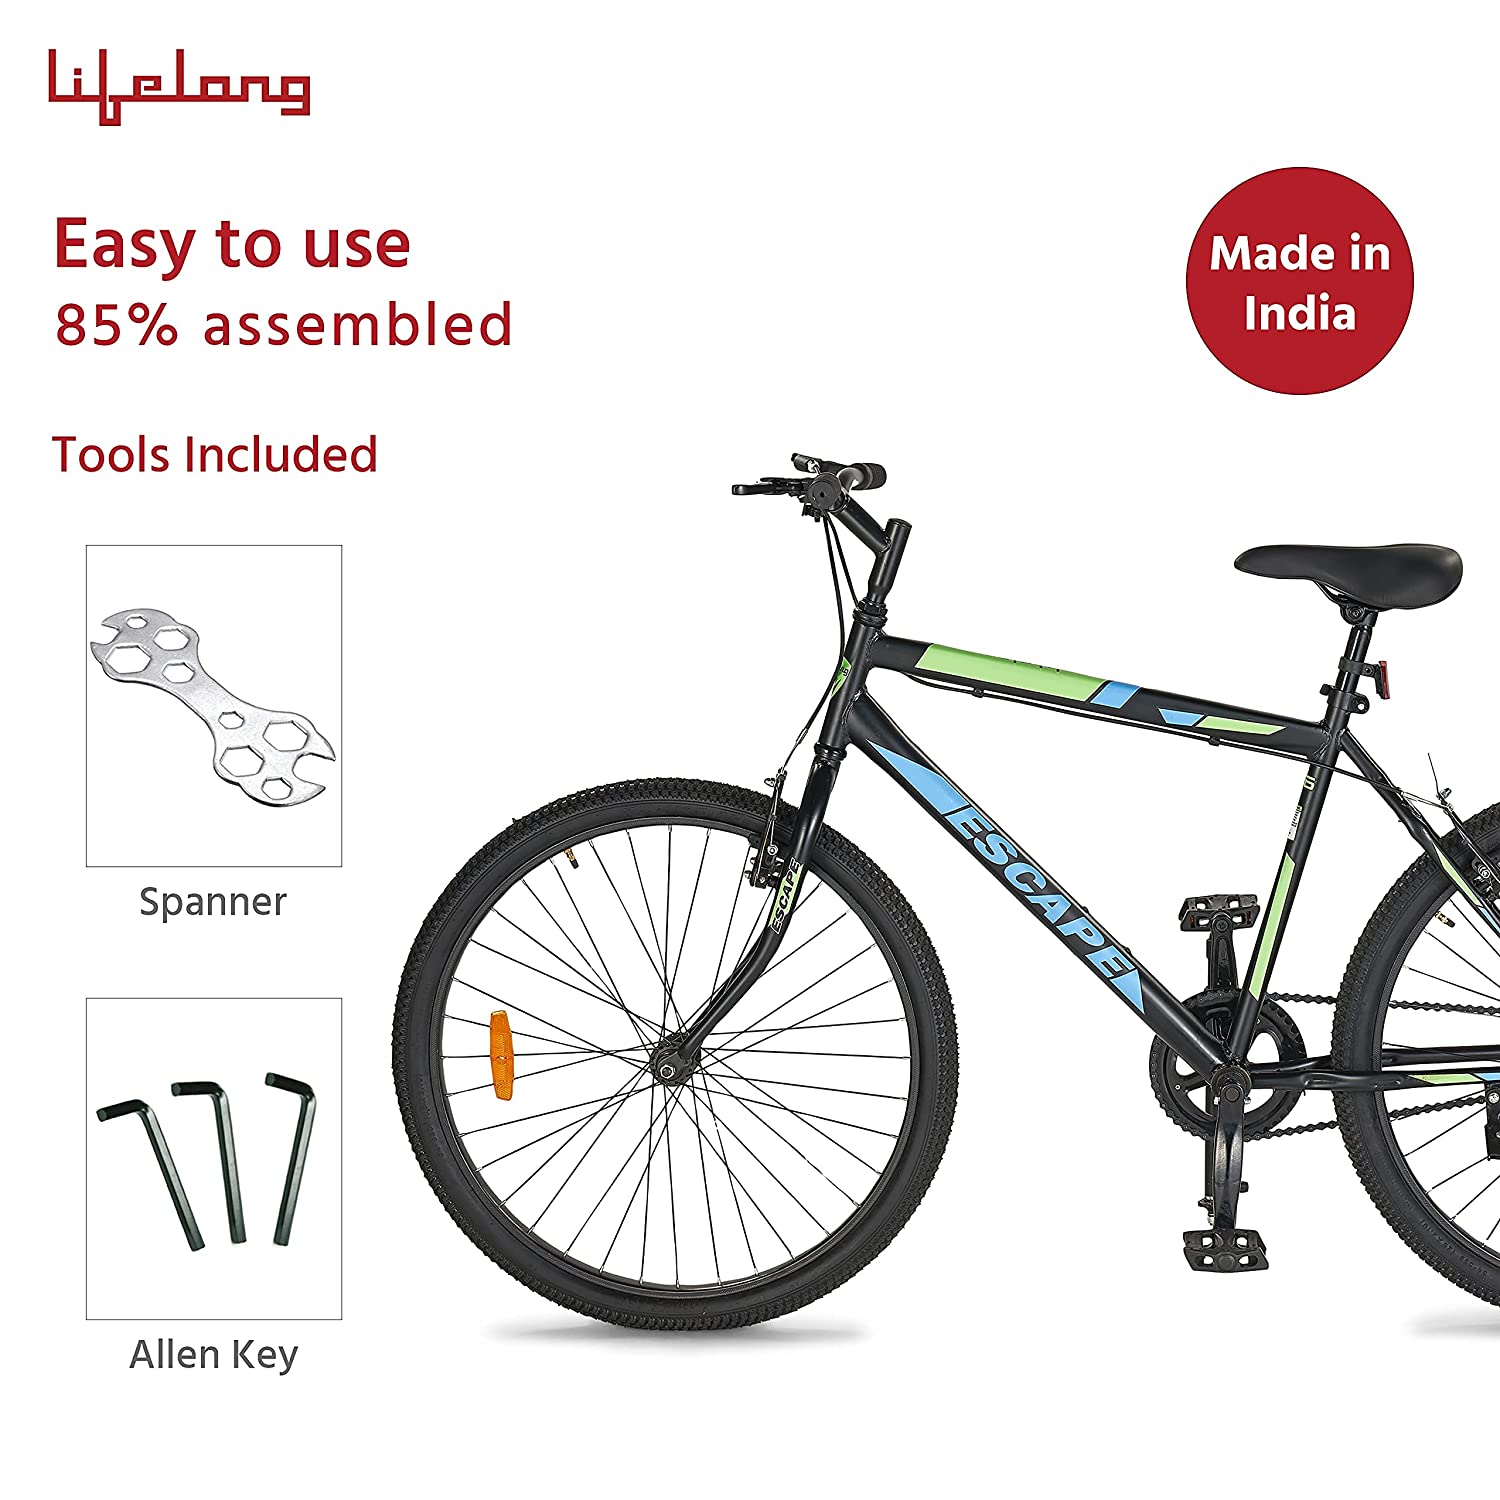 Lifelong
Easy to use
85% assembled
Made in
India
Tools Included
Spanner
Allen Key
ESCAPE
ESCAPE